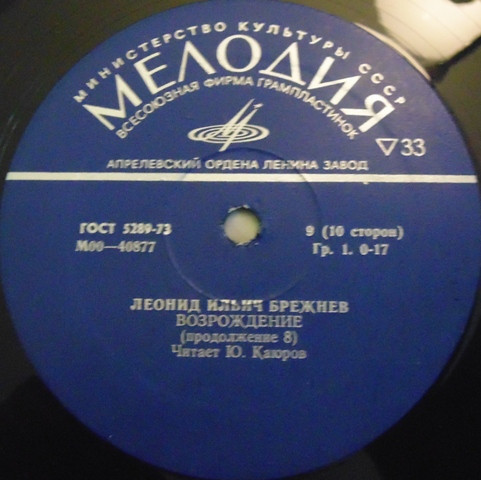 МИНИСТЕРСТВО КУЛЬТУРЫ СССР
МЕЛОДИЯ
ВСЕСОЮЗНАЯ ФИРМА ГРАМПЛАСТИНОК
33
АПРЕЛЕВСКИЙ ОРДЕНА ЛЕНИНА ЗАВОД
ГОСТ 5289-73
М00—40877
9 (10 сторон)
Гр. 1. 0-17
ЛЕОНИД ИЛЬИЧ БРЕЖНЕВ
ВОЗРОЖДЕНИЕ
(продолжение 8)
Читает Ю. Каюров